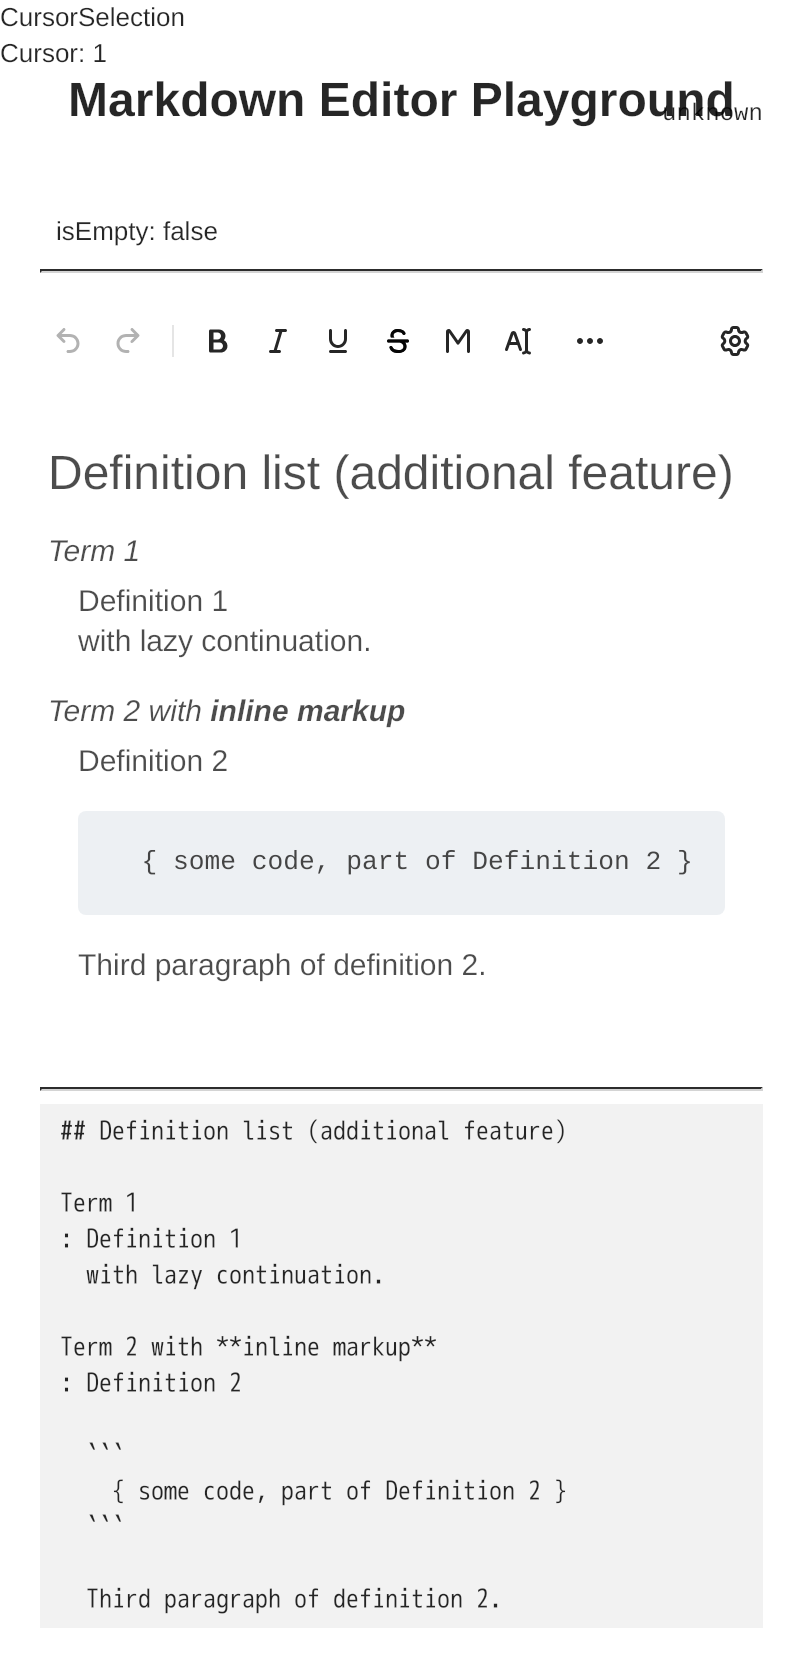 CursorSelection
Cursor: 1
Markdown Editor Playground
unknown
isEmpty: false
B I U S M AI
Definition list (additional feature)
Term 1
Definition 1
with lazy continuation.
Term 2 with inline markup
Definition 2
{ some code, part of Definition 2 }
Third paragraph of definition 2.
## Definition list (additional feature)
Term 1
: Definition 1
with lazy continuation.
Term 2 with **inline markup**
: Definition 2
```
{ some code, part of Definition 2 }
```
Third paragraph of definition 2.